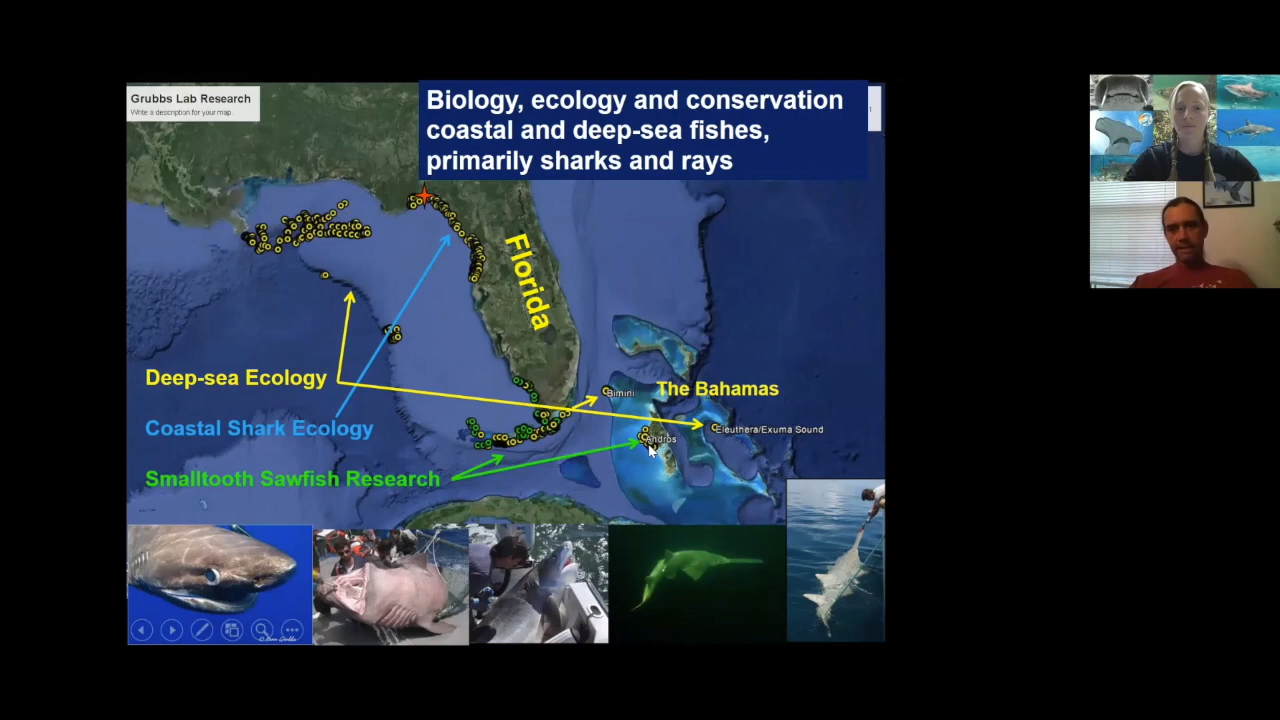 Grubbs Lab Research
Write a description for your map.
Biology, ecology and conservation
coastal and deep-sea fishes,
primarily sharks and rays
Florida
Deep-sea Ecology
Bimini
The Bahamas
Coastal Shark Ecology
Eleuthera/Exuma Sound
Andros
Smalltooth Sawfish Research